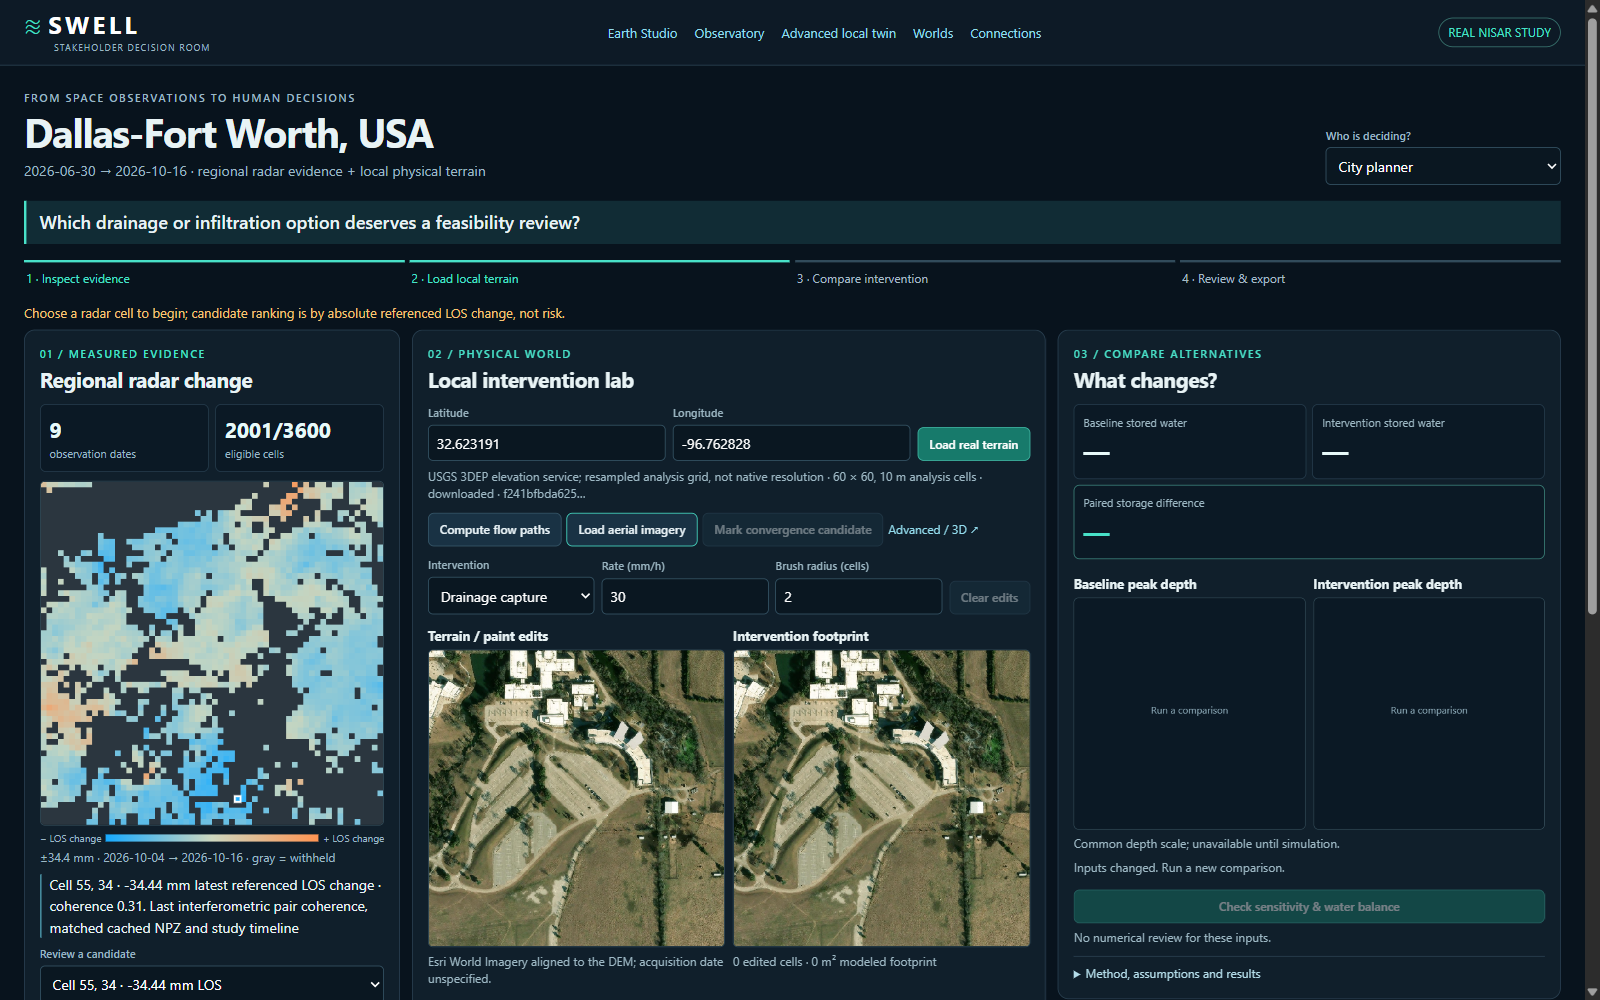 SWELL
STAKEHOLDER DECISION ROOM
Earth Studio Observatory Advanced local twin Worlds Connections
REAL NISAR STUDY
FROM SPACE OBSERVATIONS TO HUMAN DECISIONS
Dallas-Fort Worth, USA
2026-06-30 → 2026-10-16 · regional radar evidence + local physical terrain
Who is deciding?
City planner
Which drainage or infiltration option deserves a feasibility review?
1 · Inspect evidence
2 · Load local terrain
3 · Compare intervention
4 · Review & export
Choose a radar cell to begin; candidate ranking is by absolute referenced LOS change, not risk.
01 / MEASURED EVIDENCE
Regional radar change
9
observation dates
2001/3600
eligible cells
− LOS change
+ LOS change
±34.4 mm · 2026-10-04 → 2026-10-16 · gray = withheld
Cell 55, 34 · -34.44 mm latest referenced LOS change ·
coherence 0.31. Last interferometric pair coherence,
matched cached NPZ and study timeline
Review a candidate
Cell 55, 34 · -34.44 mm LOS
02 / PHYSICAL WORLD
Local intervention lab
Latitude
32.623191
Longitude
-96.762828
Load real terrain
USGS 3DEP elevation service; resampled analysis grid, not native resolution · 60 × 60, 10 m analysis cells ·
downloaded · f241bfbda625...
Compute flow paths
Load aerial imagery
Mark convergence candidate
Advanced / 3D ↗
Intervention
Drainage capture
Rate (mm/h)
30
Brush radius (cells)
2
Clear edits
Terrain / paint edits
Intervention footprint
Esri World Imagery aligned to the DEM; acquisition date
unspecified.
0 edited cells · 0 m² modeled footprint
03 / COMPARE ALTERNATIVES
What changes?
Baseline stored water
—
Intervention stored water
—
Paired storage difference
—
Baseline peak depth
Intervention peak depth
Run a comparison
Run a comparison
Common depth scale; unavailable until simulation.
Inputs changed. Run a new comparison.
Check sensitivity & water balance
No numerical review for these inputs.
▶ Method, assumptions and results